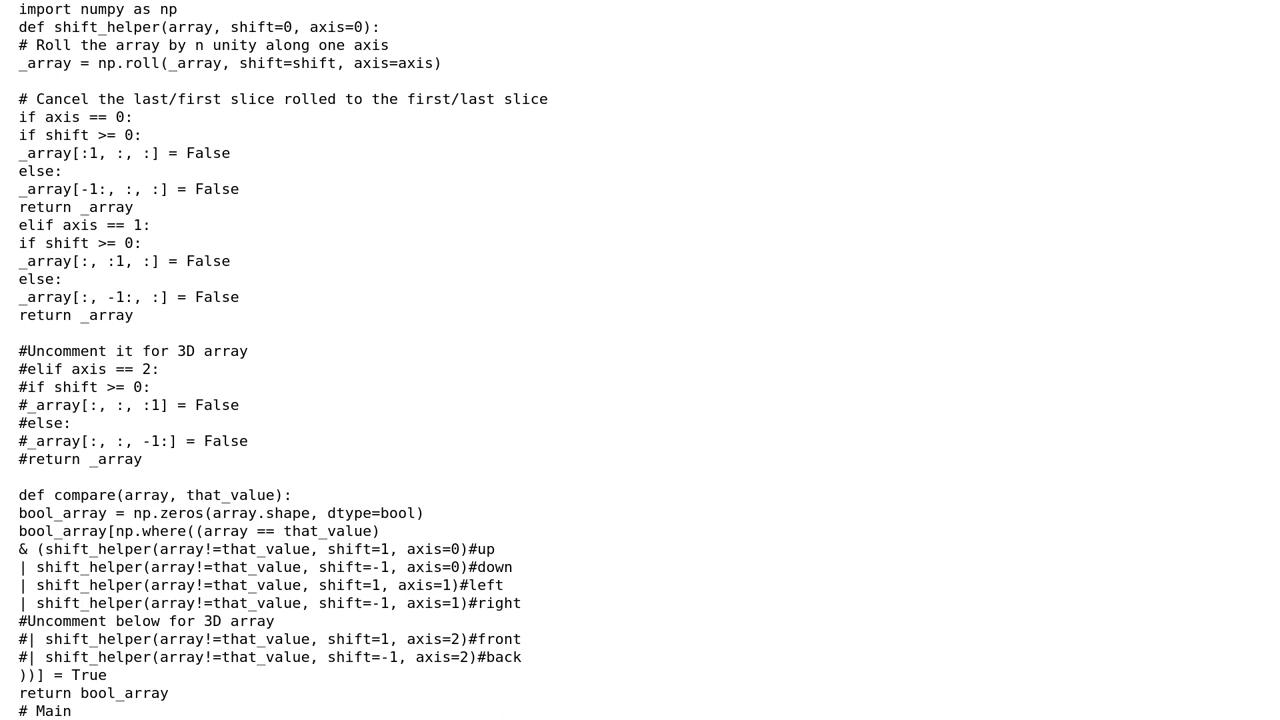 import numpy as np
def shift_helper(array, shift=0, axis=0):
# Roll the array by n unity along one axis
_array = np.roll(_array, shift=shift, axis=axis)
# Cancel the last/first slice rolled to the first/last slice
if axis == 0:
if shift >= 0:
_array[:1, :, :] = False
else:
_array[-1:, :, :] = False
return _array
elif axis == 1:
if shift >= 0:
_array[:, :1, :] = False
else:
_array[:, -1:, :] = False
return _array
#Uncomment it for 3D array
#elif axis == 2:
#if shift >= 0:
#_array[:, :, :1] = False
#else:
#_array[:, :, -1:] = False
#return _array
def compare(array, that_value):
bool_array = np.zeros(array.shape, dtype=bool)
bool_array[np.where((array == that_value)
& (shift_helper(array!=that_value, shift=1, axis=0)#up
| shift_helper(array!=that_value, shift=-1, axis=0)#down
| shift_helper(array!=that_value, shift=1, axis=1)#left
| shift_helper(array!=that_value, shift=-1, axis=1)#right
#Uncomment below for 3D array
#| shift_helper(array!=that_value, shift=1, axis=2)#front
#| shift_helper(array!=that_value, shift=-1, axis=2)#back
))] = True
return bool_array
# Main